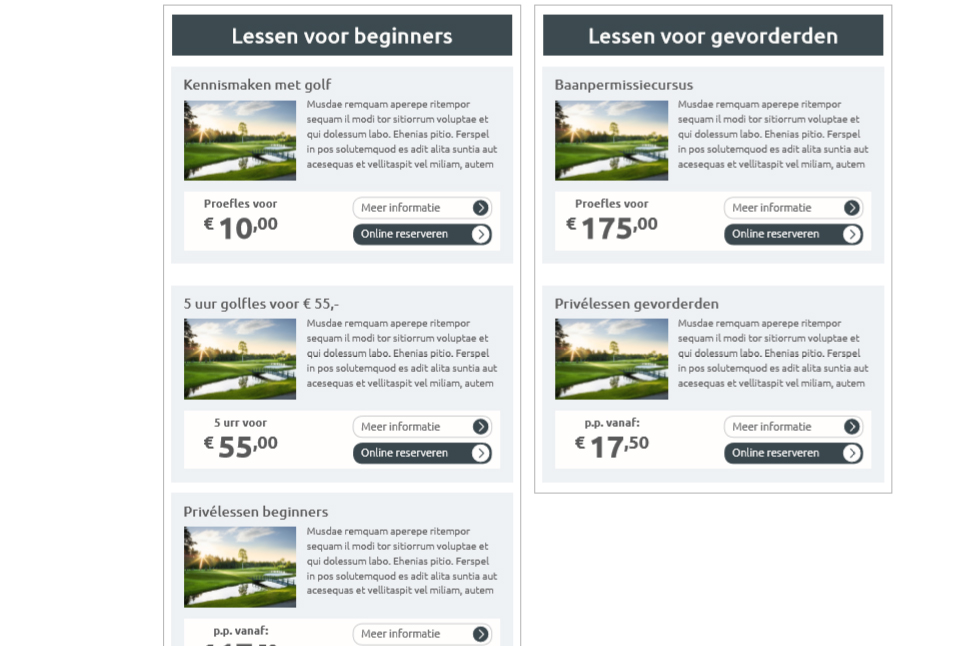 Lessen voor beginners
Kennismaken met golf
Musdae remquam aperepe ritempor
sequam il modi tor sitiorrum voluptae et
qui dolessum labo. Ehenias pitio. Ferspel
in pos solutemquod es adit alita suntia aut
acesequas et vellitaspit vel miliam, autem
Proefles voor
€ 10,00
Meer informatie
Online reserveren
5 uur golfles voor € 55,-
Musdae remquam aperepe ritempor
sequam il modi tor sitiorrum voluptae et
qui dolessum labo. Ehenias pitio. Ferspel
in pos solutemquod es adit alita suntia aut
acesequas et vellitaspit vel miliam, autem
5 urr voor
€ 55,00
Meer informatie
Online reserveren
Privélessen beginners
Musdae remquam aperepe ritempor
sequam il modi tor sitiorrum voluptae et
qui dolessum labo. Ehenias pitio. Ferspel
in pos solutemquod es adit alita suntia aut
acesequas et vellitaspit vel miliam, autem
p.p. vanaf:
Meer informatie
Lessen voor gevorderden
Baanpermissiecursus
Musdae remquam aperepe ritempor
sequam il modi tor sitiorrum voluptae et
qui dolessum labo. Ehenias pitio. Ferspel
in pos solutemquod es adit alita suntia aut
acesequas et vellitaspit vel miliam, autem
Proefles voor
€ 175,00
Meer informatie
Online reserveren
Privélessen gevorderden
Musdae remquam aperepe ritempor
sequam il modi tor sitiorrum voluptae et
qui dolessum labo. Ehenias pitio. Ferspel
in pos solutemquod es adit alita suntia aut
acesequas et vellitaspit vel miliam, autem
p.p. vanaf:
€ 17,50
Meer informatie
Online reserveren